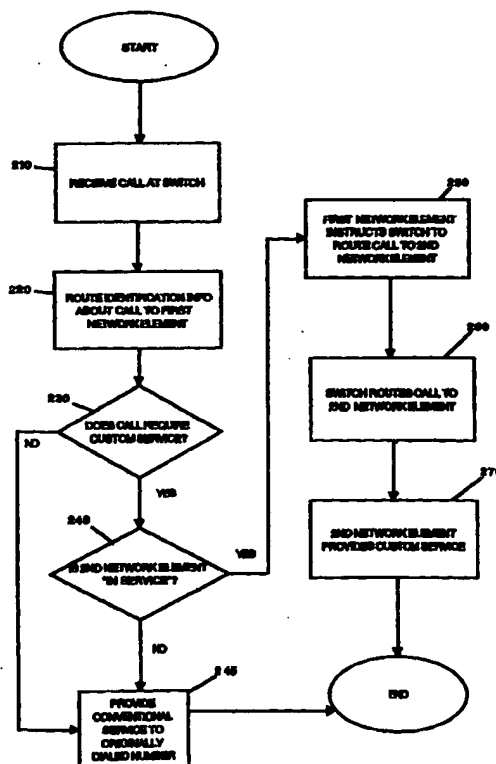 START
210
RECEIVE CALL AT SWITCH
220
ROUTE IDENTIFICATION INFO
ABOUT CALL TO FIRST
NETWORK ELEMENT
230
DOES CALL REQUIRE
CUSTOM SERVICE?
NO
YES
240
IS 2ND NETWORK ELEMENT
"IN SERVICE"?
YES
NO
245
PROVIDE
CONVENTIONAL
SERVICE TO
ORIGINALLY
DIALED NUMBER
250
FIRST NETWORK ELEMENT
INSTRUCTS SWITCH TO
ROUTE CALL TO 2ND
NETWORK ELEMENT
260
SWITCH ROUTES CALL TO
2ND NETWORK ELEMENT
270
2ND NETWORK ELEMENT
PROVIDES CUSTOM SERVICE
END